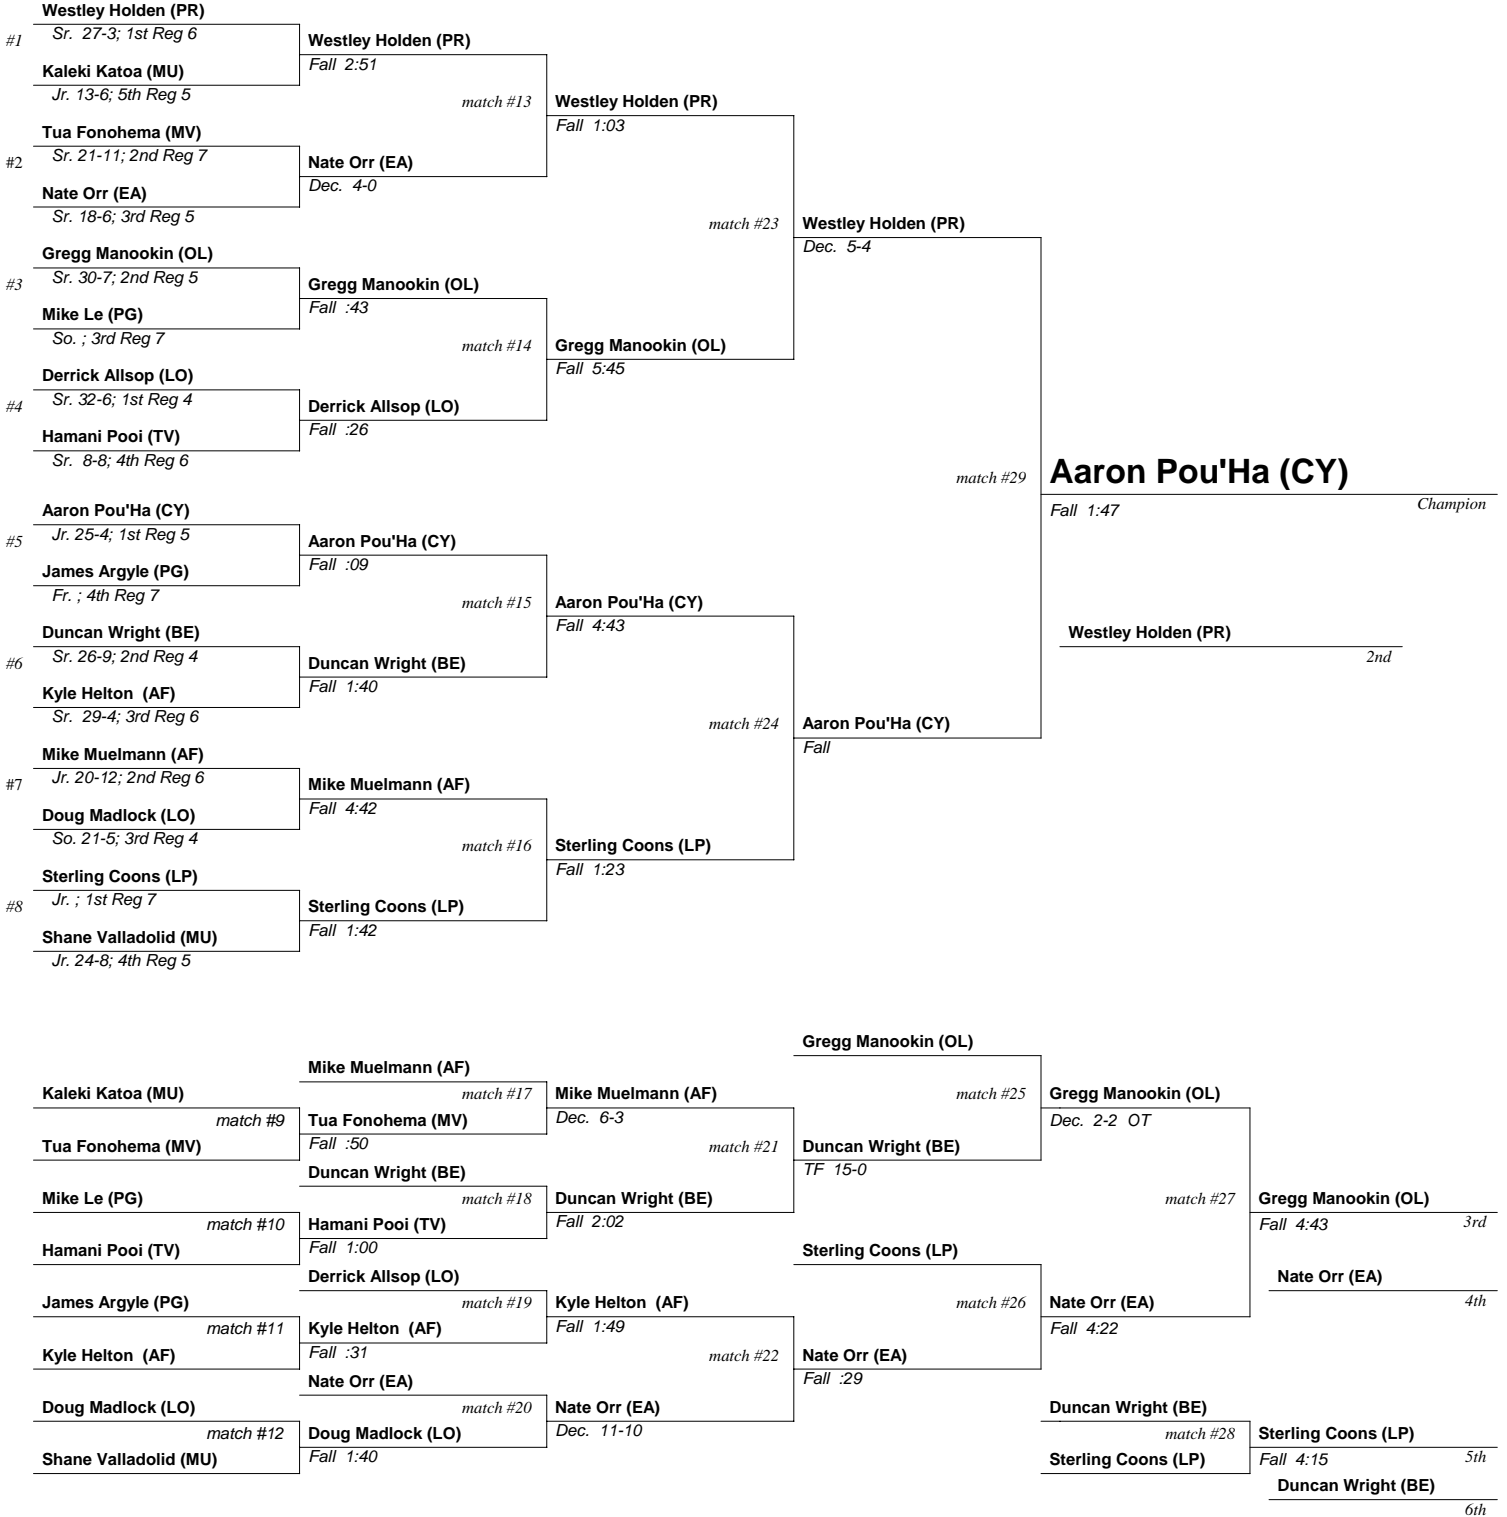 Westley Holden (PR)
#1 Sr. 27-3; 1st Reg 6
Westley Holden (PR)
Fall 2:51
Kaleki Katoa (MU)
Jr. 13-6; 5th Reg 5
match #13
Westley Holden (PR)
Fall 1:03
Tua Fonohema (MV)
#2 Sr. 21-11; 2nd Reg 7
Nate Orr (EA)
Dec. 4-0
Nate Orr (EA)
Sr. 18-6; 3rd Reg 5
match #23
Westley Holden (PR)
Dec. 5-4
Gregg Manookin (OL)
#3 Sr. 30-7; 2nd Reg 5
Gregg Manookin (OL)
Fall :43
Mike Le (PG)
So. ; 3rd Reg 7
match #14
Gregg Manookin (OL)
Fall 5:45
Derrick Allsop (LO)
#4 Sr. 32-6; 1st Reg 4
Derrick Allsop (LO)
Fall :26
Hamani Pooi (TV)
Sr. 8-8; 4th Reg 6
match #29
Aaron Pou'Ha (CY)
Fall 1:47
Champion
Aaron Pou'Ha (CY)
#5 Jr. 25-4; 1st Reg 5
Aaron Pou'Ha (CY)
Fall :09
James Argyle (PG)
Fr. ; 4th Reg 7
match #15
Aaron Pou'Ha (CY)
Fall 4:43
Duncan Wright (BE)
#6 Sr. 26-9; 2nd Reg 4
Duncan Wright (BE)
Fall 1:40
Westley Holden (PR)
2nd
Kyle Helton (AF)
Sr. 29-4; 3rd Reg 6
match #24
Aaron Pou'Ha (CY)
Fall
Mike Muelmann (AF)
#7 Jr. 20-12; 2nd Reg 6
Mike Muelmann (AF)
Fall 4:42
Doug Madlock (LO)
So. 21-5; 3rd Reg 4
match #16
Sterling Coons (LP)
Fall 1:23
Sterling Coons (LP)
#8 Jr. ; 1st Reg 7
Sterling Coons (LP)
Fall 1:42
Shane Valladolid (MU)
Jr. 24-8; 4th Reg 5
Gregg Manookin (OL)
Mike Muelmann (AF)
Kaleki Katoa (MU)
match #17
Mike Muelmann (AF)
Dec. 6-3
match #25
Gregg Manookin (OL)
Dec. 2-2 OT
match #9
Tua Fonohema (MV)
Fall :50
Tua Fonohema (MV)
match #21
Duncan Wright (BE)
TF 15-0
Duncan Wright (BE)
Mike Le (PG)
match #18
Duncan Wright (BE)
Fall 2:02
match #27
Gregg Manookin (OL)
Fall 4:43
3rd
match #10
Hamani Pooi (TV)
Fall 1:00
Hamani Pooi (TV)
Sterling Coons (LP)
Derrick Allsop (LO)
Nate Orr (EA)
4th
James Argyle (PG)
match #19
Kyle Helton (AF)
Fall 1:49
match #26
Nate Orr (EA)
Fall 4:22
match #11
Kyle Helton (AF)
Fall :31
Kyle Helton (AF)
match #22
Nate Orr (EA)
Fall :29
Nate Orr (EA)
Doug Madlock (LO)
match #20
Nate Orr (EA)
Dec. 11-10
Duncan Wright (BE)
match #12
Doug Madlock (LO)
Fall 1:40
match #28
Sterling Coons (LP)
Fall 4:15
5th
Shane Valladolid (MU)
Sterling Coons (LP)
Duncan Wright (BE)
6th